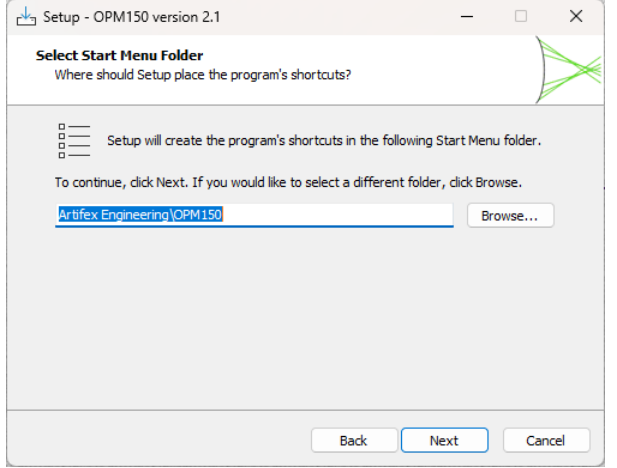 Setup - OPM150 version 2.1
Select Start Menu Folder
Where should Setup place the program's shortcuts?
Setup will create the program's shortcuts in the following Start Menu folder.
To continue, click Next. If you would like to select a different folder, click Browse.
Artifex Engineering\OPM150
Browse...
Back
Next
Cancel